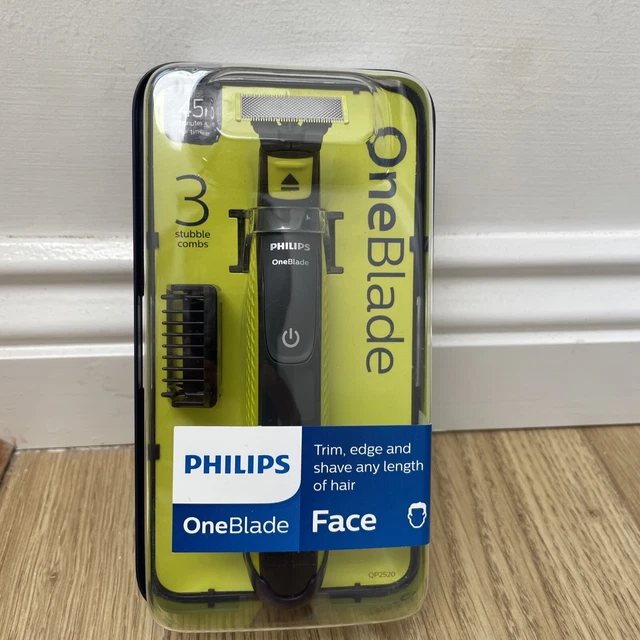 3
stubble
combs
PHILIPS
OneBlade
OneBlade
PHILIPS
Trim, edge and
shave any length
of hair
OneBlade
Face
QP2520